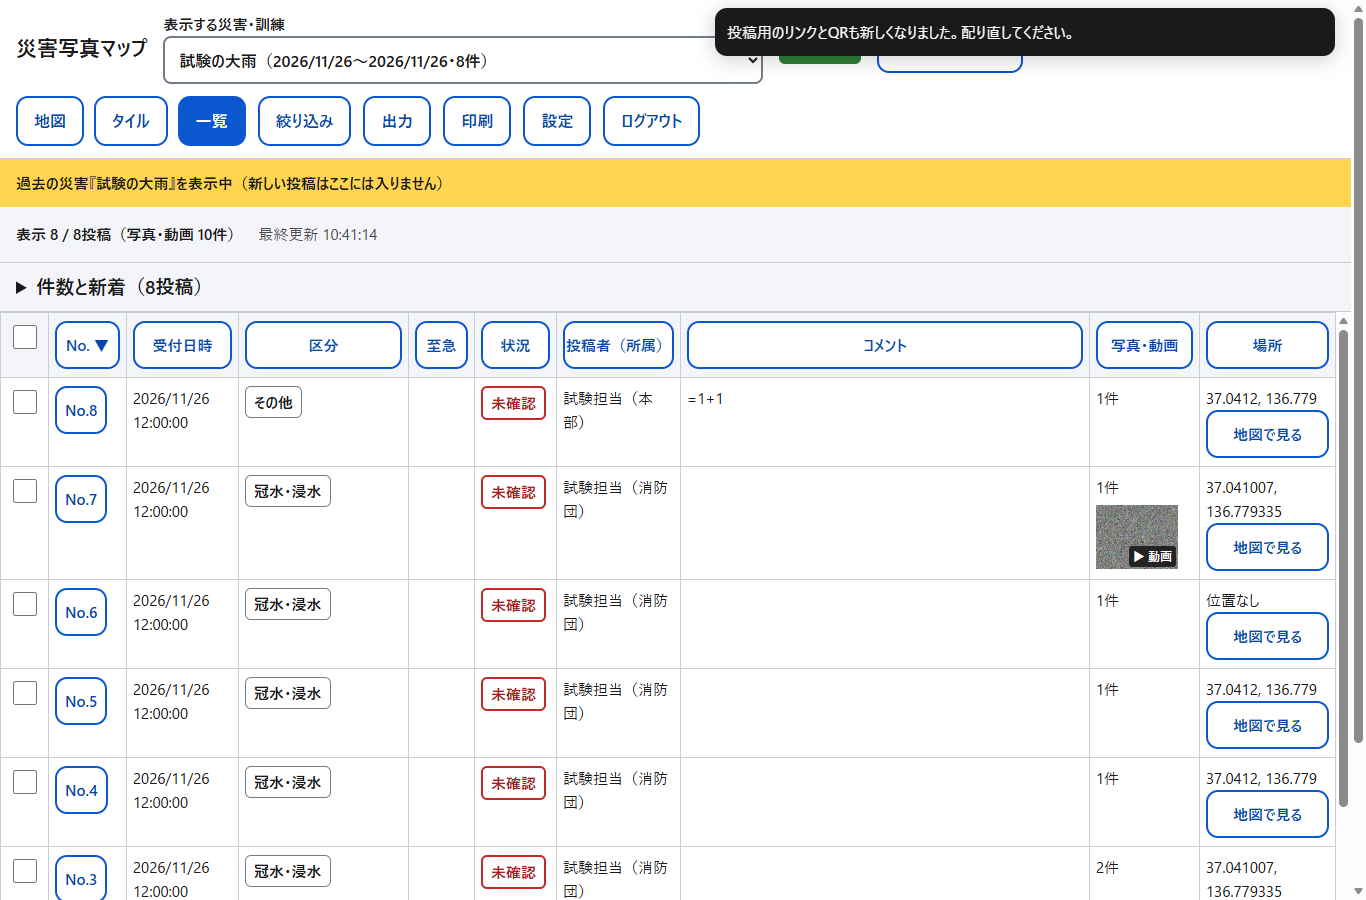 災害写真マップ
表示する災害・訓練
試験の大雨（2026/11/26～2026/11/26・8件）
投稿用のリンクとQRも新しくなりました。配り直してください。
地図
タイル
一覧
絞り込み
出力
印刷
設定
ログアウト
過去の災害『試験の大雨』を表示中（新しい投稿はここには入りません）
表示 8 / 8投稿（写真・動画 10件）
最終更新 10:41:14
▶ 件数と新着（8投稿）
No. ▼
受付日時
区分
至急
状況
投稿者（所属）
コメント
写真・動画
場所
No.8
2026/11/26
12:00:00
その他
未確認
試験担当（本
部）
=1+1
1件
37.0412, 136.779
地図で見る
No.7
2026/11/26
12:00:00
冠水・浸水
未確認
試験担当（消防
団）
1件
▶ 動画
37.041007,
136.779335
地図で見る
No.6
2026/11/26
12:00:00
冠水・浸水
未確認
試験担当（消防
団）
1件
位置なし
地図で見る
No.5
2026/11/26
12:00:00
冠水・浸水
未確認
試験担当（消防
団）
1件
37.0412, 136.779
地図で見る
No.4
2026/11/26
12:00:00
冠水・浸水
未確認
試験担当（消防
団）
1件
37.0412, 136.779
地図で見る
No.3
2026/11/26
12:00:00
冠水・浸水
未確認
試験担当（消防
団）
2件
37.041007,
136.779335